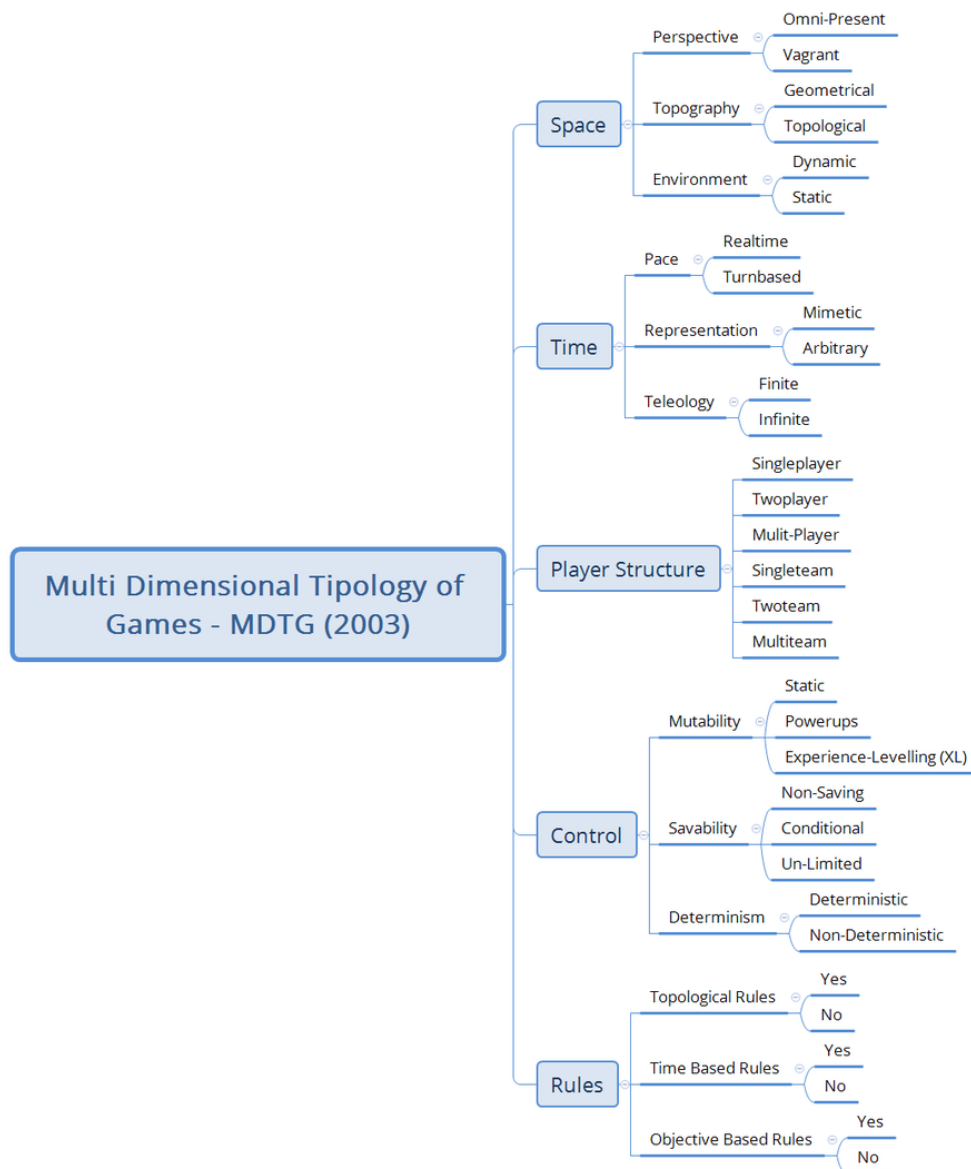 Multi Dimensional Tipology of
Games - MDTG (2003)
Space
Perspective
Omni-Present
Vagrant
Topography
Geometrical
Topological
Environment
Dynamic
Static
Time
Pace
Realtime
Turnbased
Representation
Mimetic
Arbitrary
Teleology
Finite
Infinite
Player Structure
Singleplayer
Twoplayer
Mulit-Player
Singleteam
Twoteam
Multiteam
Control
Mutability
Static
Powerups
Experience-Levelling (XL)
Savability
Non-Saving
Conditional
Un-Limited
Determinism
Deterministic
Non-Deterministic
Rules
Topological Rules
Yes
No
Time Based Rules
Yes
No
Objective Based Rules
Yes
No